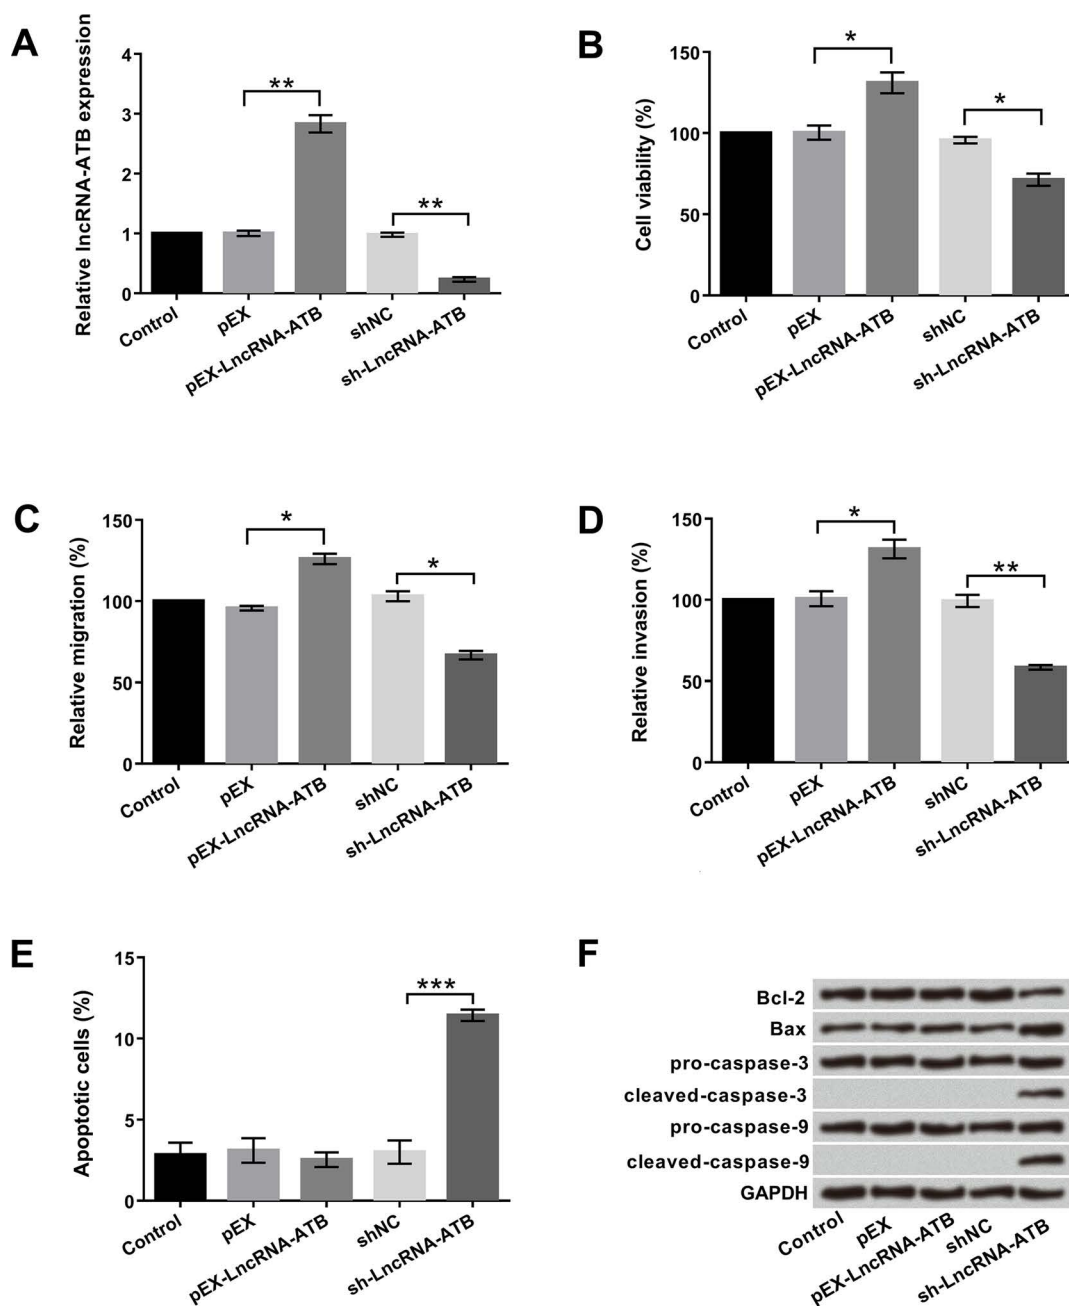 A
Relative lncRNA-ATB expression
4
3
2
1
0
**
**
Control
pEX
pEX-LncRNA-ATB
shNC
sh-LncRNA-ATB
B
Cell viability (%)
150
100
50
0
*
*
Control
pEX
pEX-LncRNA-ATB
shNC
sh-LncRNA-ATB
C
Relative migration (%)
150
100
50
0
*
*
Control
pEX
pEX-LncRNA-ATB
shNC
sh-LncRNA-ATB
D
Relative invasion (%)
150
100
50
0
*
**
Control
pEX
pEX-LncRNA-ATB
shNC
sh-LncRNA-ATB
E
Apoptotic cells (%)
15
10
5
0
***
Control
pEX
pEX-LncRNA-ATB
shNC
sh-LncRNA-ATB
F
Bcl-2
Bax
pro-caspase-3
cleaved-caspase-3
pro-caspase-9
cleaved-caspase-9
GAPDH
Control
pEX
pEX-LncRNA-ATB
shNC
sh-LncRNA-ATB